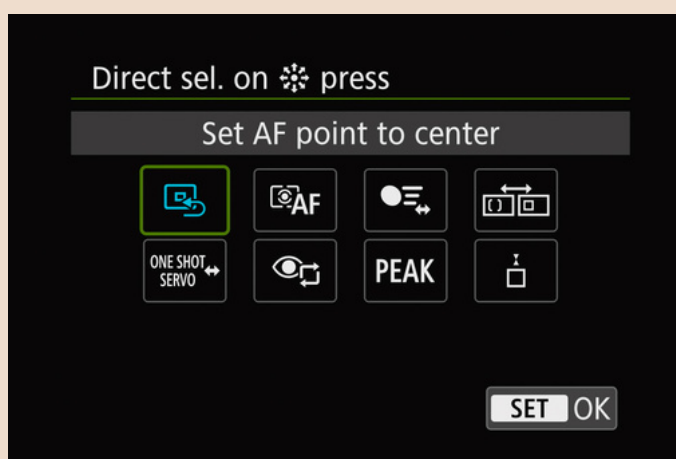 Direct sel. on press
Set AF point to center
AF
ONE SHOT
SERVO
PEAK
SET OK